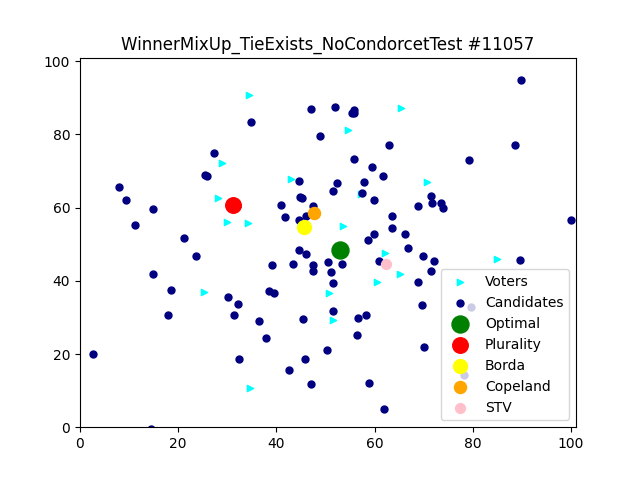 WinnerMixUp_TieExists_NoCondorcetTest #11057
100
80
60
40
20
0
0 20 40 60 80 100
Voters
Candidates
Optimal
Plurality
Borda
Copeland
STV